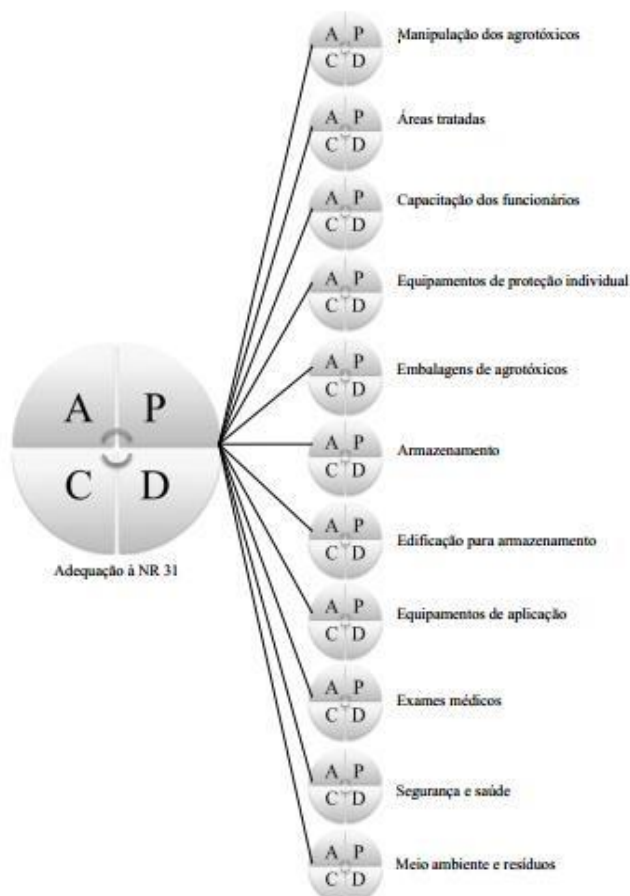 A P
C D
Manipulação dos agrotóxicos
A P
C D
Áreas tratadas
A P
C D
Capacitação dos funcionários
A P
C D
Equipamentos de proteção individual
A P
C D
Embalagens de agrotóxicos
A P
C D
Adequação à NR 31
A P
C D
Armazenamento
A P
C D
Edificação para armazenamento
A P
C D
Equipamentos de aplicação
A P
C D
Exames médicos
A P
C D
Segurança e saúde
A P
C D
Meio ambiente e resíduos